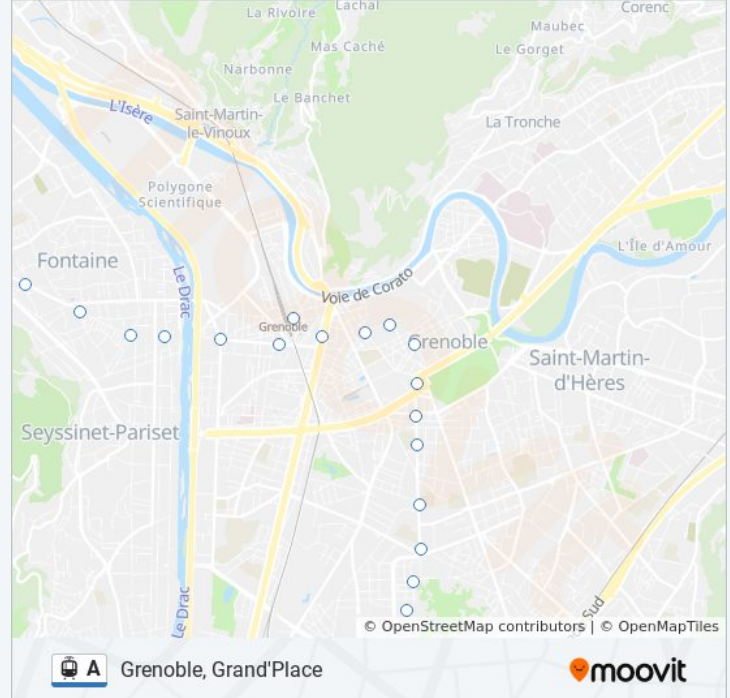 La Rivoire
Lachal
Corenc
Maubec
Mas Caché
Le Gorget
Narbonne
Le Banchet
L'Isère
Saint-Martin-
le-Vinoux
La Tronche
Polygone
Scientifique
L'Île d'Amour
Fontaine
Le Drac
Voie de Corato
Grenoble
Grenoble
Saint-Martin-
d'Hères
Seyssinet-Pariset
Le Drac
Sud
© OpenStreetMap contributors | © OpenMapTiles
A Grenoble, Grand'Place
moovit